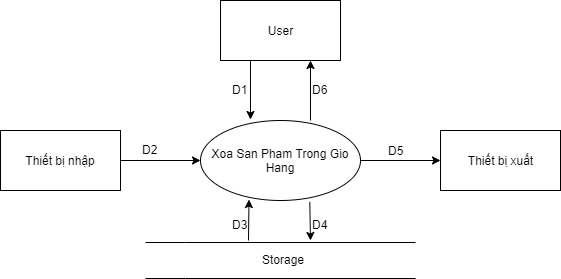 User
D1
D6
Thiết bị nhập
D2
Xoa San Pham Trong Gio
Hang
D5
Thiết bị xuất
D3
D4
Storage